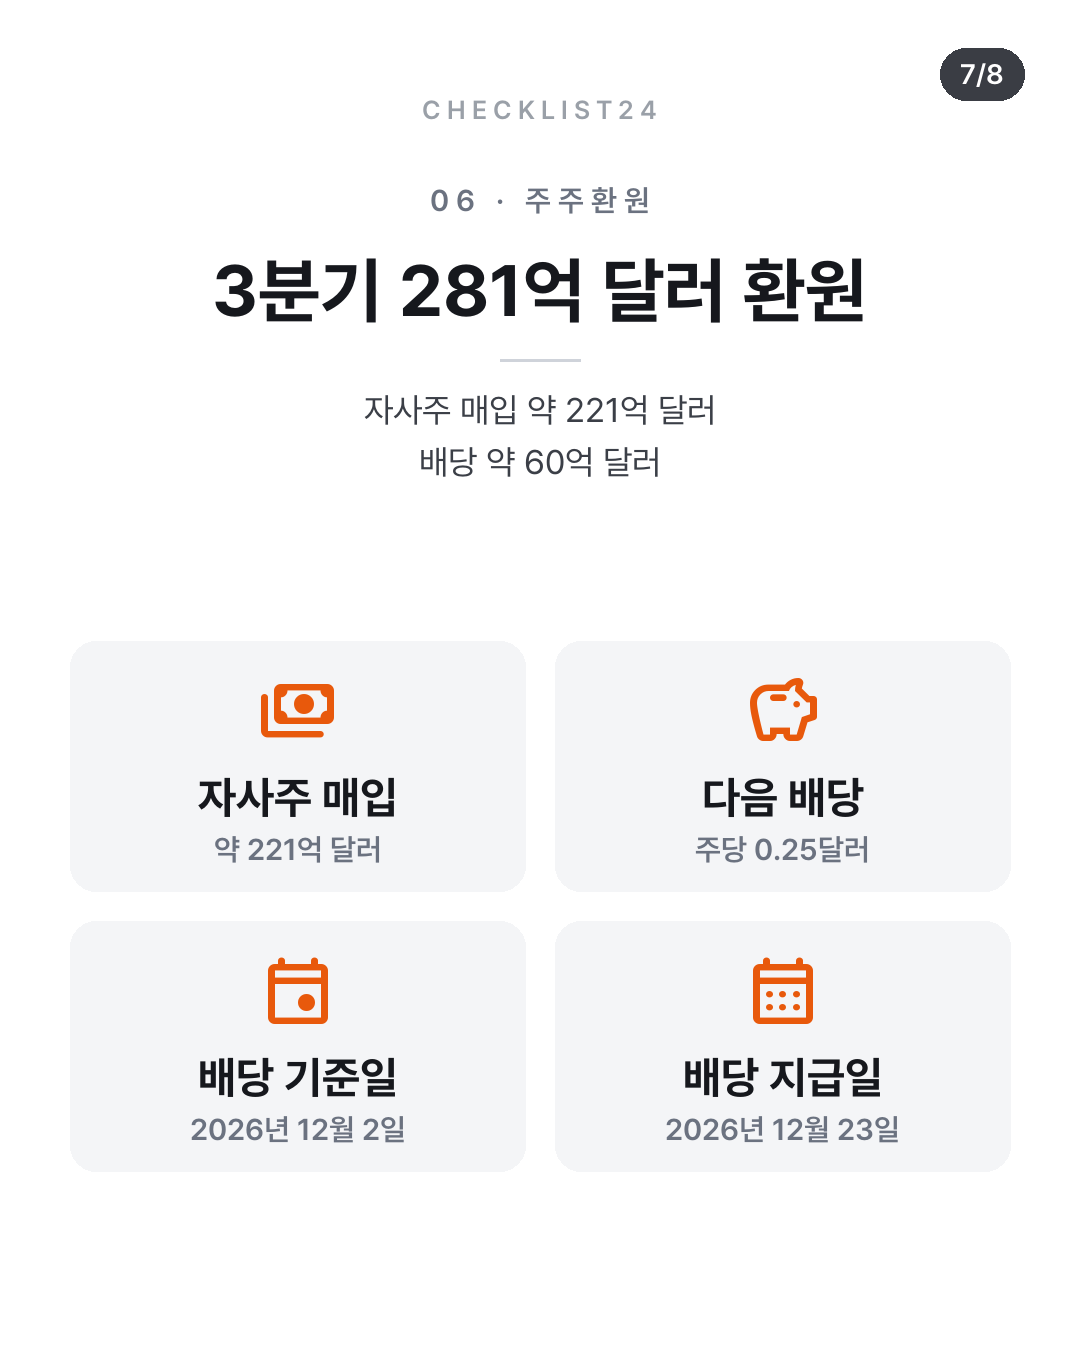 7/8
CHECKLIST24
06 · 주주환원
3분기 281억 달러 환원
자사주 매입 약 221억 달러
배당 약 60억 달러
자사주 매입
약 221억 달러
다음 배당
주당 0.25달러
배당 기준일
2026년 12월 2일
배당 지급일
2026년 12월 23일